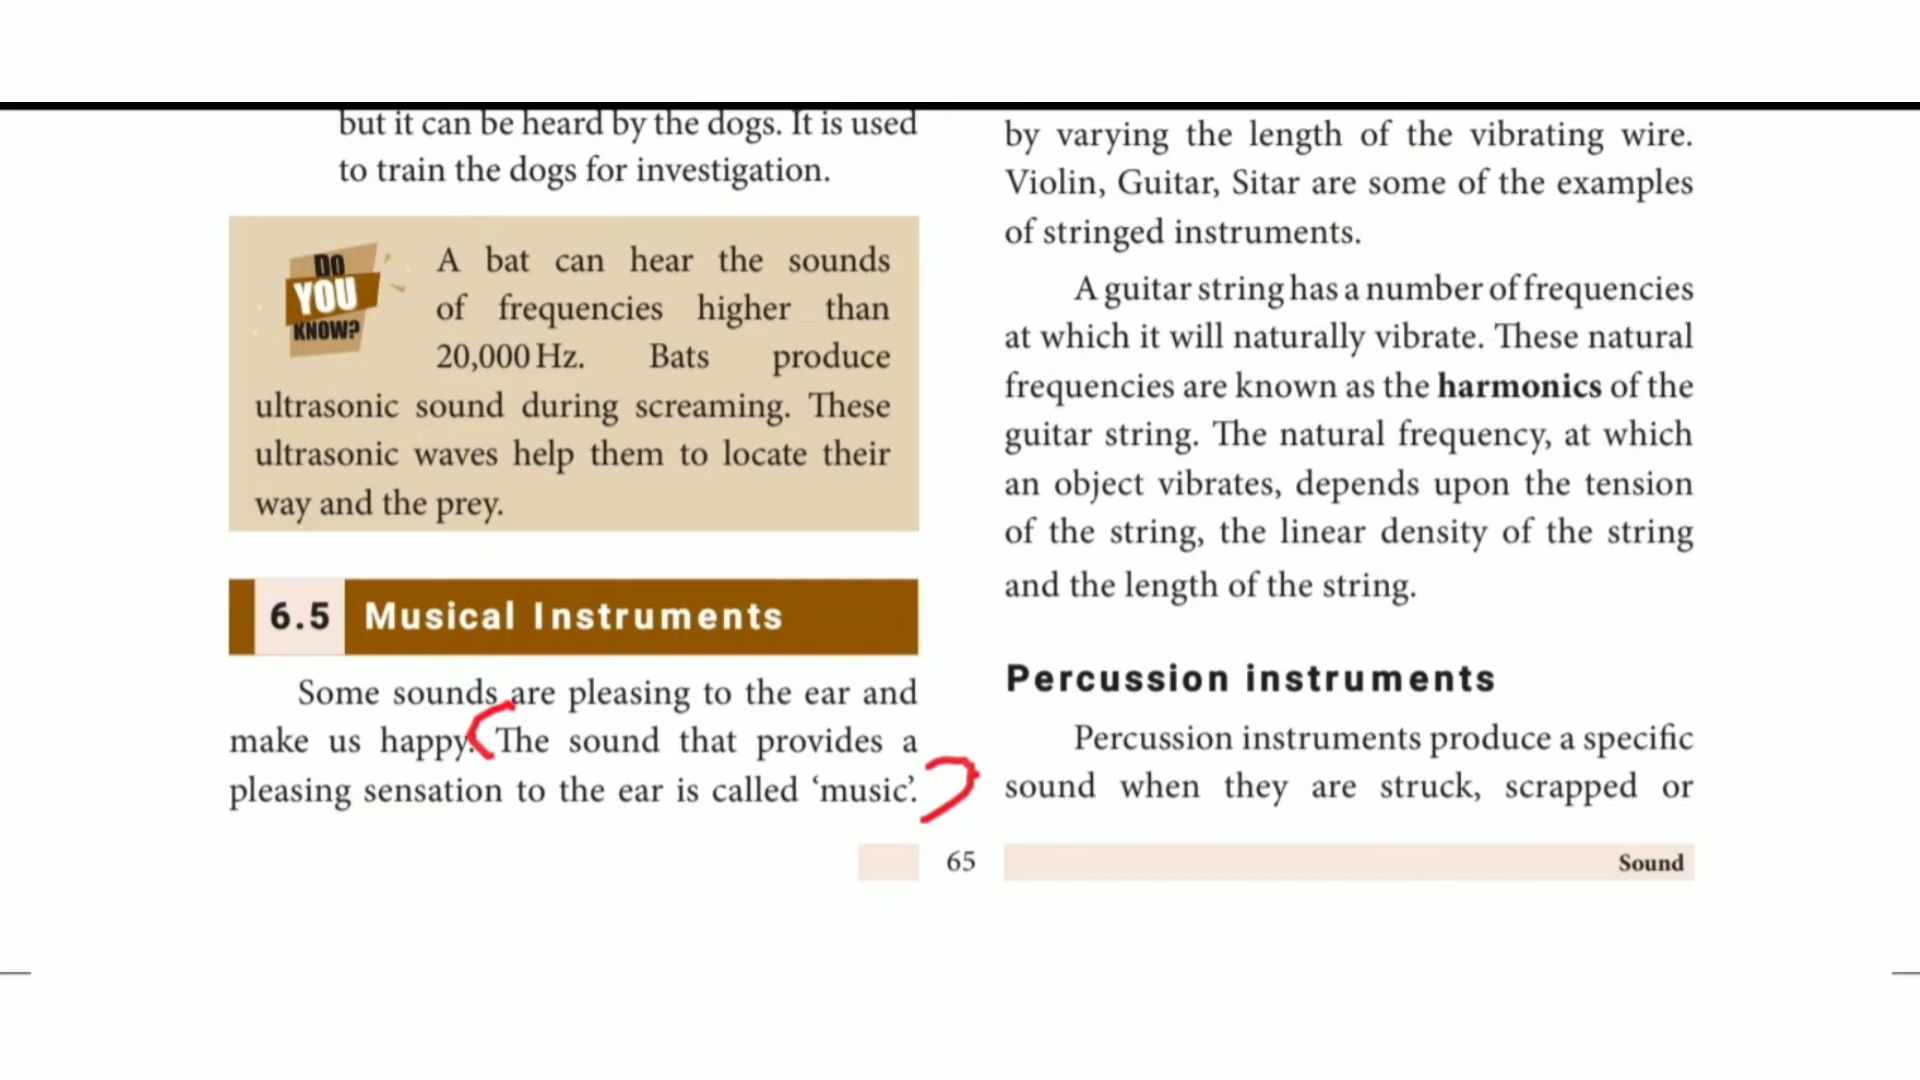 but it can be heard by the dogs. It is used
to train the dogs for investigation.
DO
YOU
KNOW?
A bat can hear the sounds
of frequencies higher than
20,000 Hz. Bats produce
ultrasonic sound during screaming. These
ultrasonic waves help them to locate their
way and the prey.
6.5 Musical Instruments
Some sounds are pleasing to the ear and
make us happy. The sound that provides a
pleasing sensation to the ear is called ‘music’.
by varying the length of the vibrating wire.
Violin, Guitar, Sitar are some of the examples
of stringed instruments.
A guitar string has a number of frequencies
at which it will naturally vibrate. These natural
frequencies are known as the harmonics of the
guitar string. The natural frequency, at which
an object vibrates, depends upon the tension
of the string, the linear density of the string
and the length of the string.
Percussion instruments
Percussion instruments produce a specific
sound when they are struck, scrapped or
65
Sound